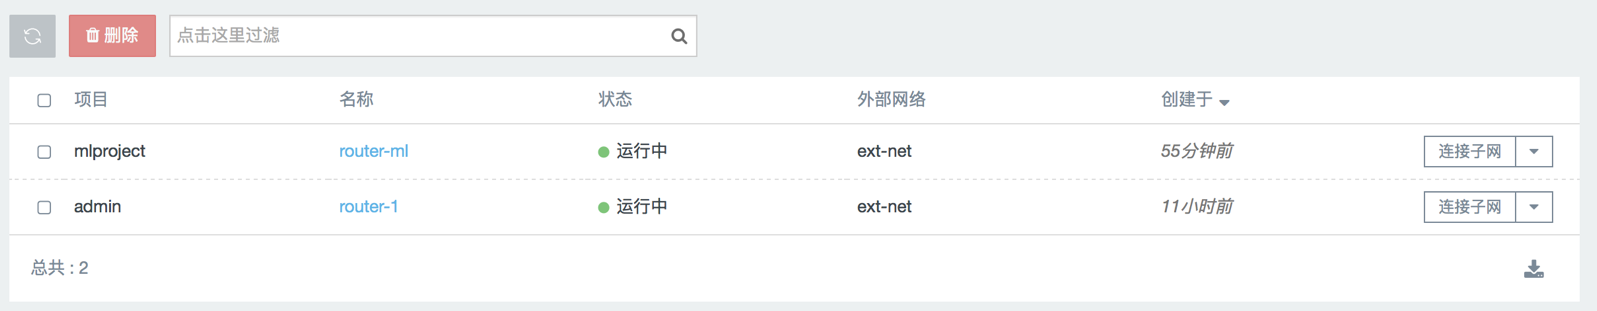 删除 点击这里过滤
项目 名称 状态 外部网络 创建于
mlproject router-ml 运行中 ext-net 55分钟前 连接子网
admin router-1 运行中 ext-net 11小时前 连接子网
总共 : 2